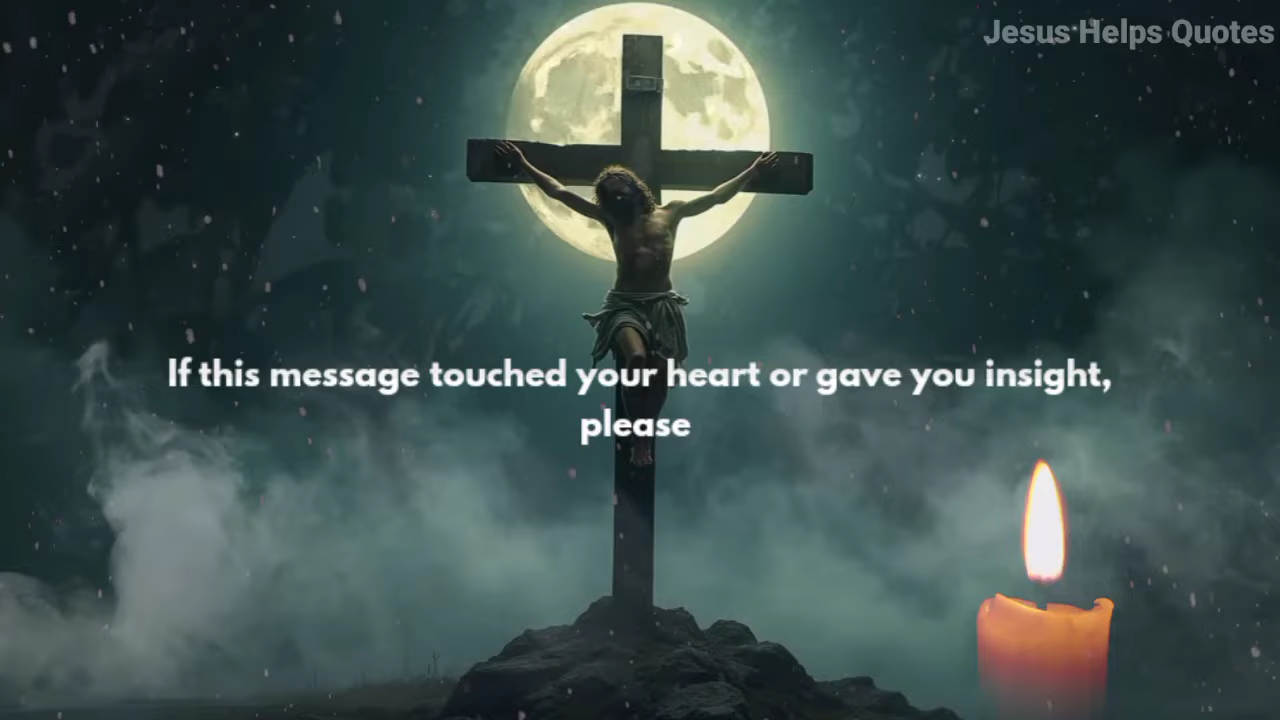 Jesus Helps Quotes
If this message touched your heart or gave you insight,
please